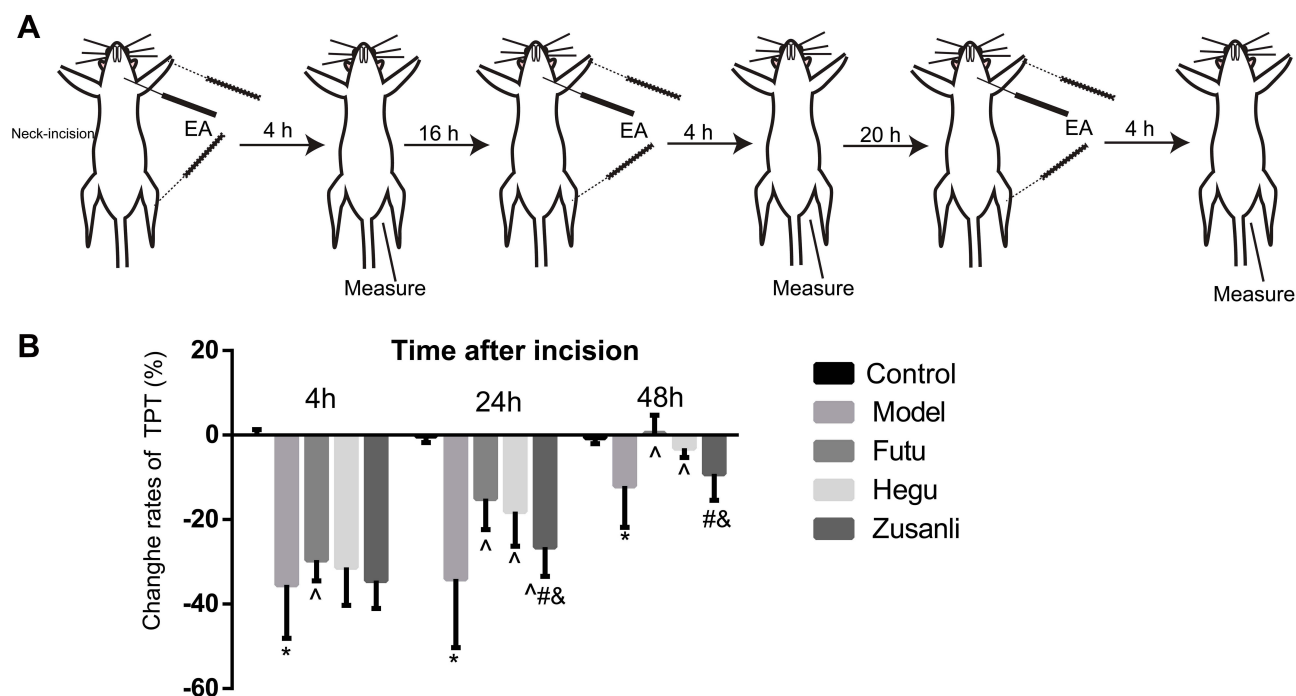 A
Neck-incision
EA
4 h
16 h
EA
4 h
20 h
EA
4 h
Measure
Measure
Measure
B
Time after incision
Changhe rates of TPT (%)
20
0
-20
-40
-60
4h
24h
48h
*
^
*
^
^
^#&
*
^
^
#&
Control
Model
Futu
Hegu
Zusanli